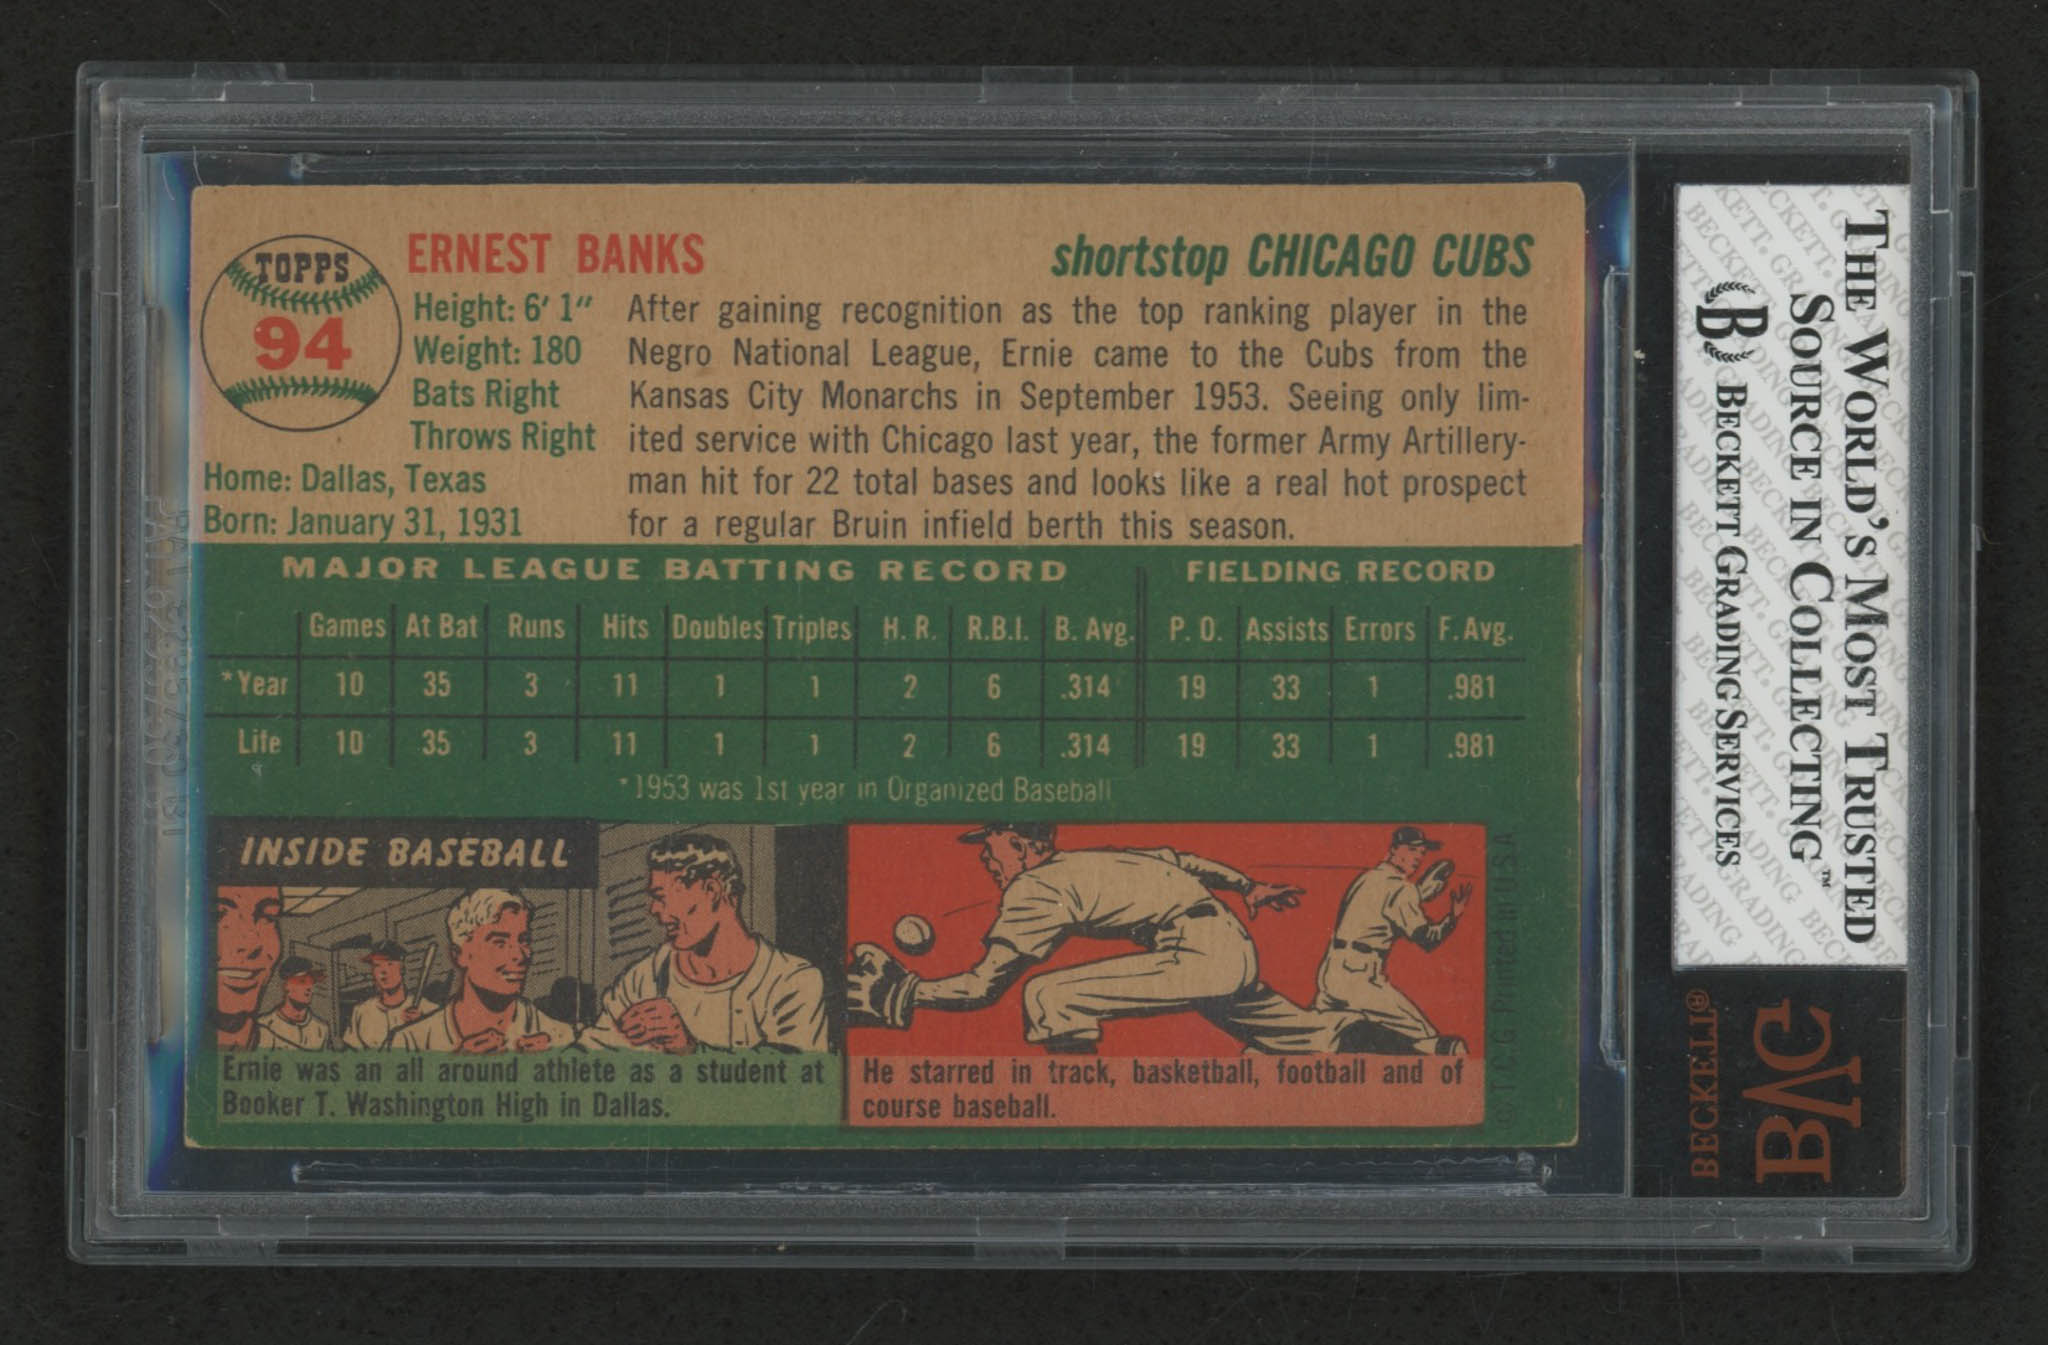 TOPPS
94
ERNEST BANKS
shortstop CHICAGO CUBS
Height: 6' 1"
Weight: 180
Bats Right
Throws Right
Home: Dallas, Texas
Born: January 31, 1931
After gaining recognition as the top ranking player in the
Negro National League, Ernie came to the Cubs from the
Kansas City Monarchs in September 1953. Seeing only lim-
ited service with Chicago last year, the former Army Artillery-
man hit for 22 total bases and looks like a real hot prospect
for a regular Bruin infield berth this season.
MAJOR LEAGUE BATTING RECORD FIELDING RECORD
Games At Bat Runs Hits Doubles Triples H. R. R.B.I. B. Avg. P. O. Assists Errors F. Avg.
*Year 10 35 3 11 1 1 2 6 .314 19 33 1 .981
Life 10 35 3 11 1 1 2 6 .314 19 33 1 .981
*1953 was 1st year in Organized Baseball
INSIDE BASEBALL
Ernie was an all around athlete as a student at
Booker T. Washington High in Dallas.
He starred in track, basketball, football and of
course baseball.
© T.C.G. Printed in U.S.A
THE WORLD'S MOST TRUSTED
SOURCE IN COLLECTING™
B BECKETT GRADING SERVICES
BECKETT®